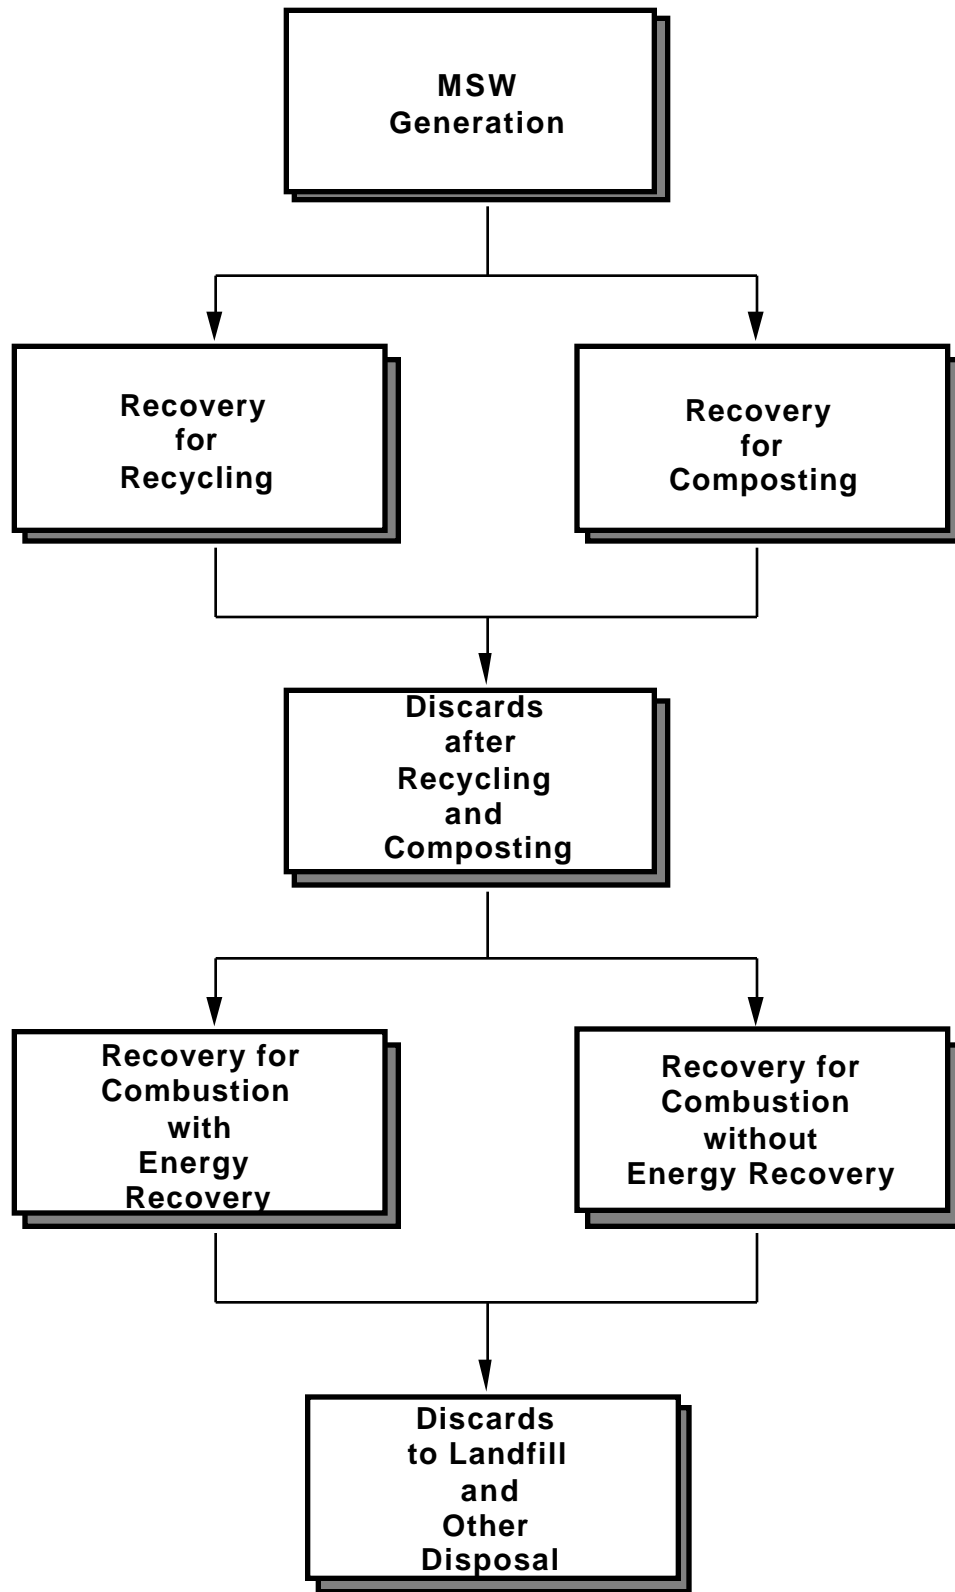 MSW
Generation
Recovery
for
Recycling
Recovery
for
Composting
Discards
after
Recycling
and
Composting
Recovery for
Combustion
with
Energy
Recovery
Recovery for
Combustion
without
Energy Recovery
Discards
to Landfill
and
Other
Disposal